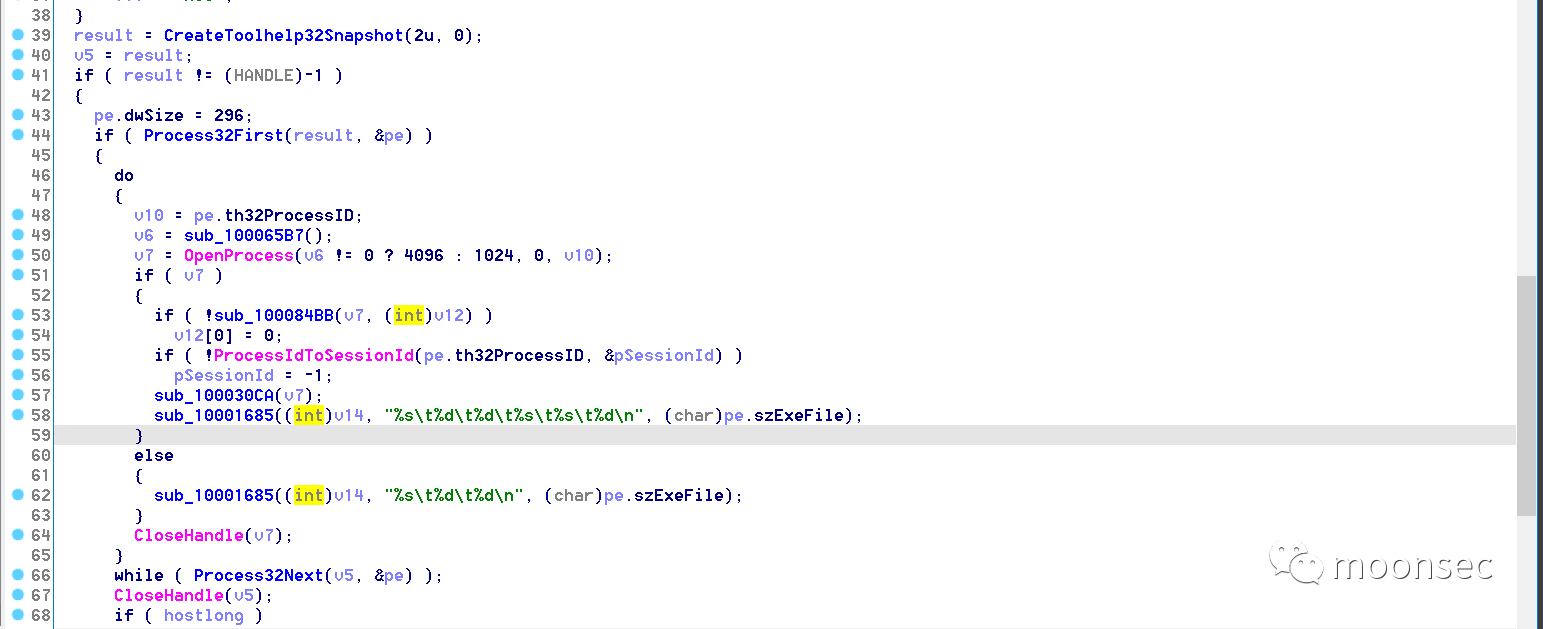 38 }
39 result = CreateToolhelp32Snapshot(2u, 0);
40 v5 = result;
41 if ( result != (HANDLE)-1 )
42 {
43 pe.dwSize = 296;
44 if ( Process32First(result, &pe) )
45 {
46 do
47 {
48 v10 = pe.th32ProcessID;
49 v6 = sub_100065B7();
50 v7 = OpenProcess(v6 != 0 ? 4096 : 1024, 0, v10);
51 if ( v7 )
52 {
53 if ( !sub_100084BB(v7, (int)v12) )
54 v12[0] = 0;
55 if ( !ProcessIdToSessionId(pe.th32ProcessID, &pSessionId) )
56 pSessionId = -1;
57 sub_100030CA(v7);
58 sub_10001685((int)v14, "%s\t%d\t%d\t%s\t%s\t%d\n", (char)pe.szExeFile);
59 }
60 else
61 {
62 sub_10001685((int)v14, "%s\t%d\t%d\n", (char)pe.szExeFile);
63 }
64 CloseHandle(v7);
65 }
66 while ( Process32Next(v5, &pe) );
67 CloseHandle(v5);
68 if ( hostlong )
moonsec